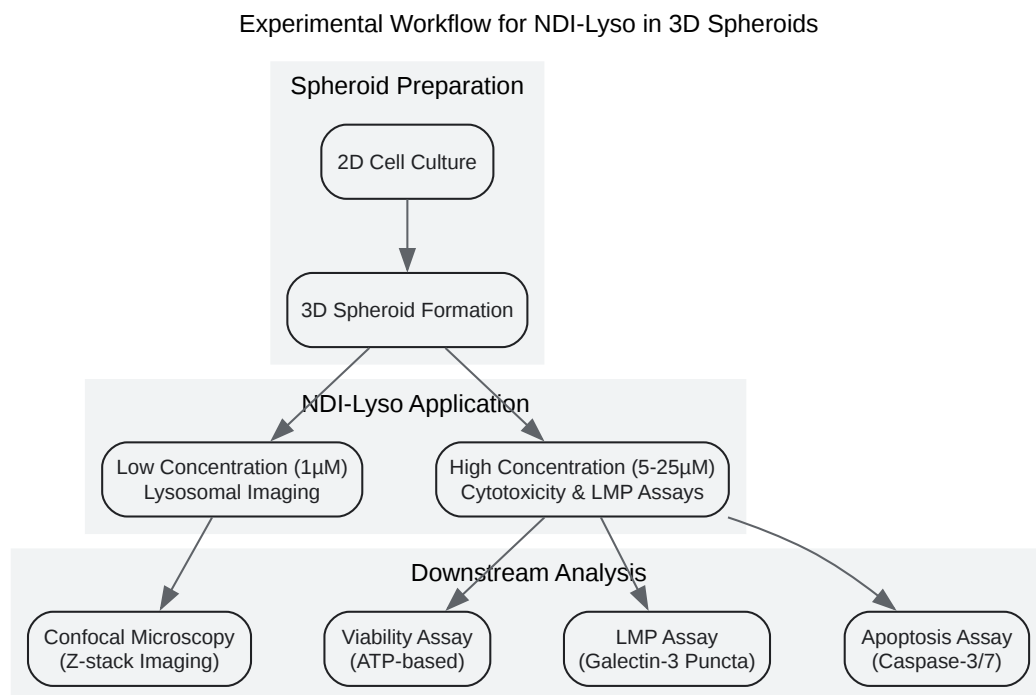 Experimental Workflow for NDI-Lyso in 3D Spheroids
Spheroid Preparation
2D Cell Culture
3D Spheroid Formation
NDI-Lyso Application
Low Concentration (1µM)
Lysosomal Imaging
High Concentration (5-25µM)
Cytotoxicity & LMP Assays
Downstream Analysis
Confocal Microscopy
(Z-stack Imaging)
Viability Assay
(ATP-based)
LMP Assay
(Galectin-3 Puncta)
Apoptosis Assay
(Caspase-3/7)